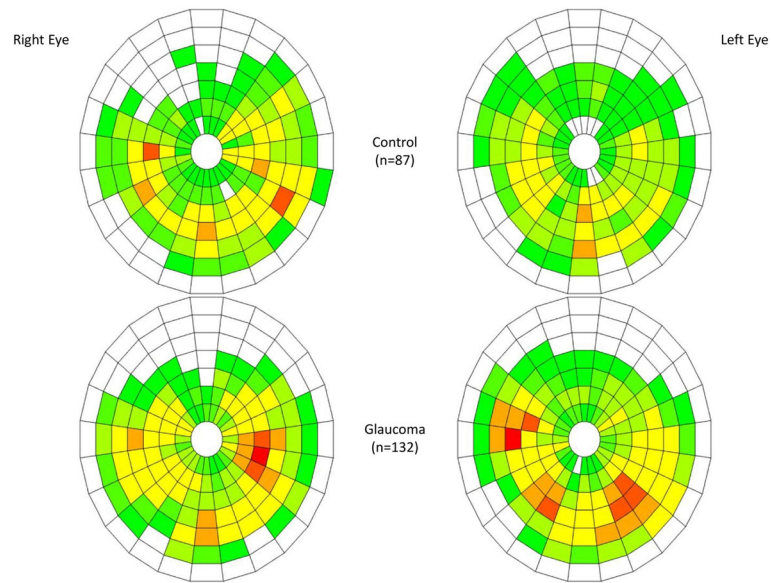 Right Eye
Left Eye
Control
(n=87)
Glaucoma
(n=132)